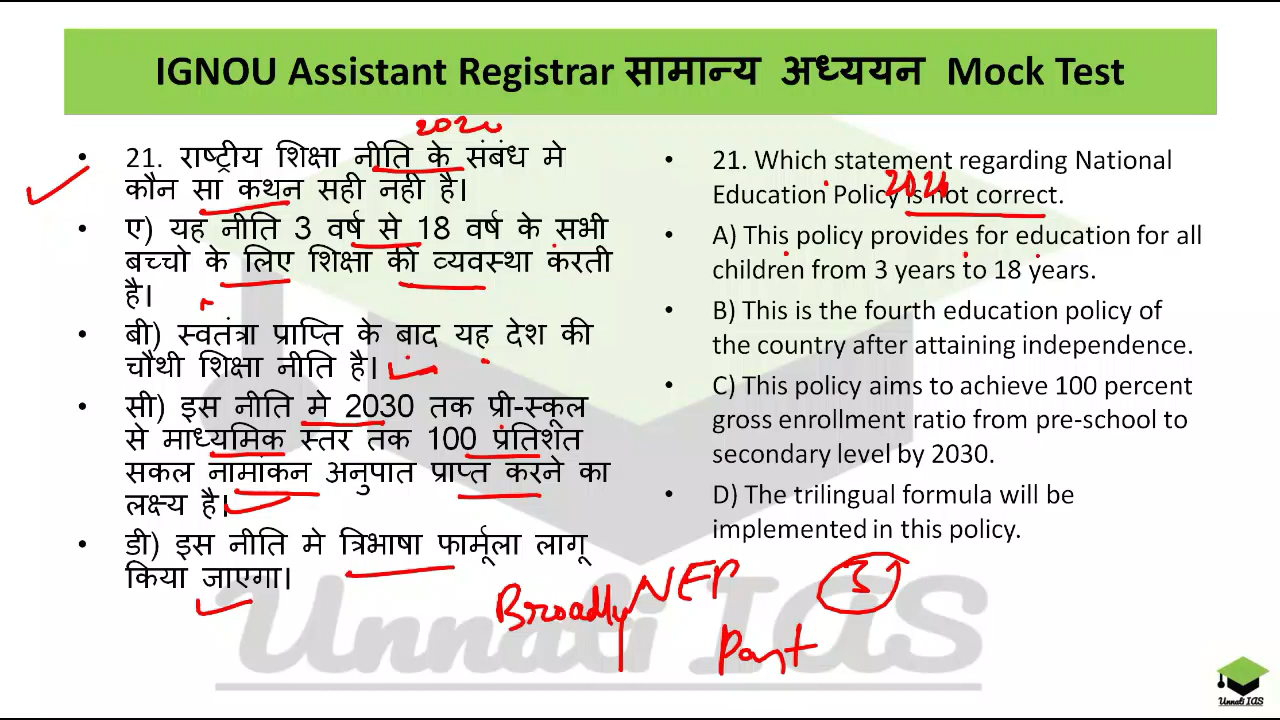 IGNOU Assistant Registrar सामान्य अध्ययन Mock Test
2020
• 21. राष्ट्रीय शिक्षा नीति के संबंध मे
कौन सा कथन सही नही है।
• ए) यह नीति 3 वर्ष से 18 वर्ष के सभी
बच्चो के लिए शिक्षा की व्यवस्था करती
है।
• बी) स्वतंत्रा प्राप्ति के बाद यह देश की
चौथी शिक्षा नीति है।
• सी) इस नीति मे 2030 तक प्री-स्कूल
से माध्यमिक स्तर तक 100 प्रतिशत
सकल नामांकन अनुपात प्राप्त करने का
लक्ष्य है।
• डी) इस नीति मे त्रिभाषा फार्मूला लागू
किया जाएगा।
• 21. Which statement regarding National
Education Policy is not correct.
• A) This policy provides for education for all
children from 3 years to 18 years.
• B) This is the fourth education policy of
the country after attaining independence.
• C) This policy aims to achieve 100 percent
gross enrollment ratio from pre-school to
secondary level by 2030.
• D) The trilingual formula will be
implemented in this policy.
Broadly NEP 3
Part
Unnati IAS
Unnati IAS